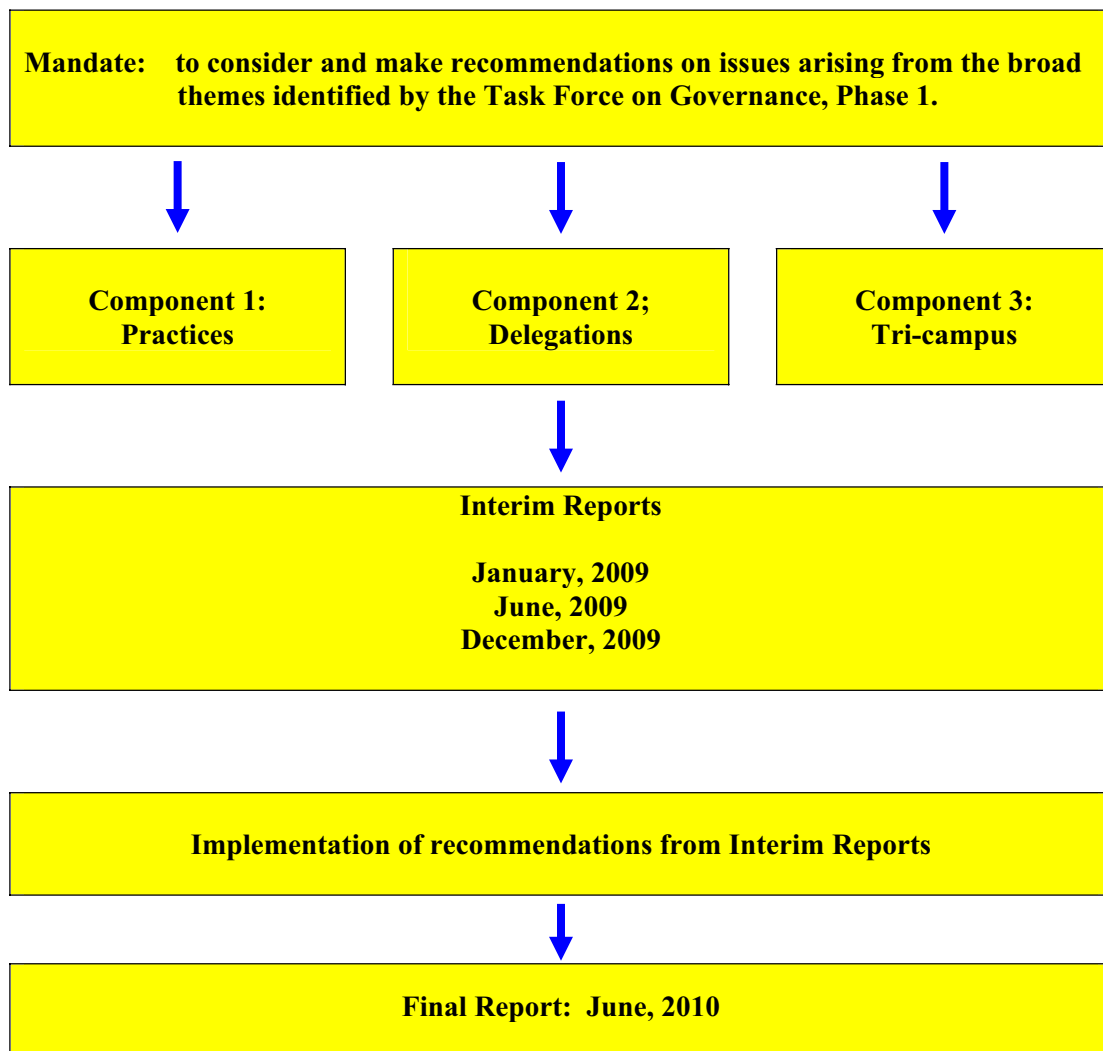 Mandate: to consider and make recommendations on issues arising from the broad
themes identified by the Task Force on Governance, Phase 1.
Component 1:
Practices
Component 2;
Delegations
Component 3:
Tri-campus
Interim Reports
January, 2009
June, 2009
December, 2009
Implementation of recommendations from Interim Reports
Final Report: June, 2010